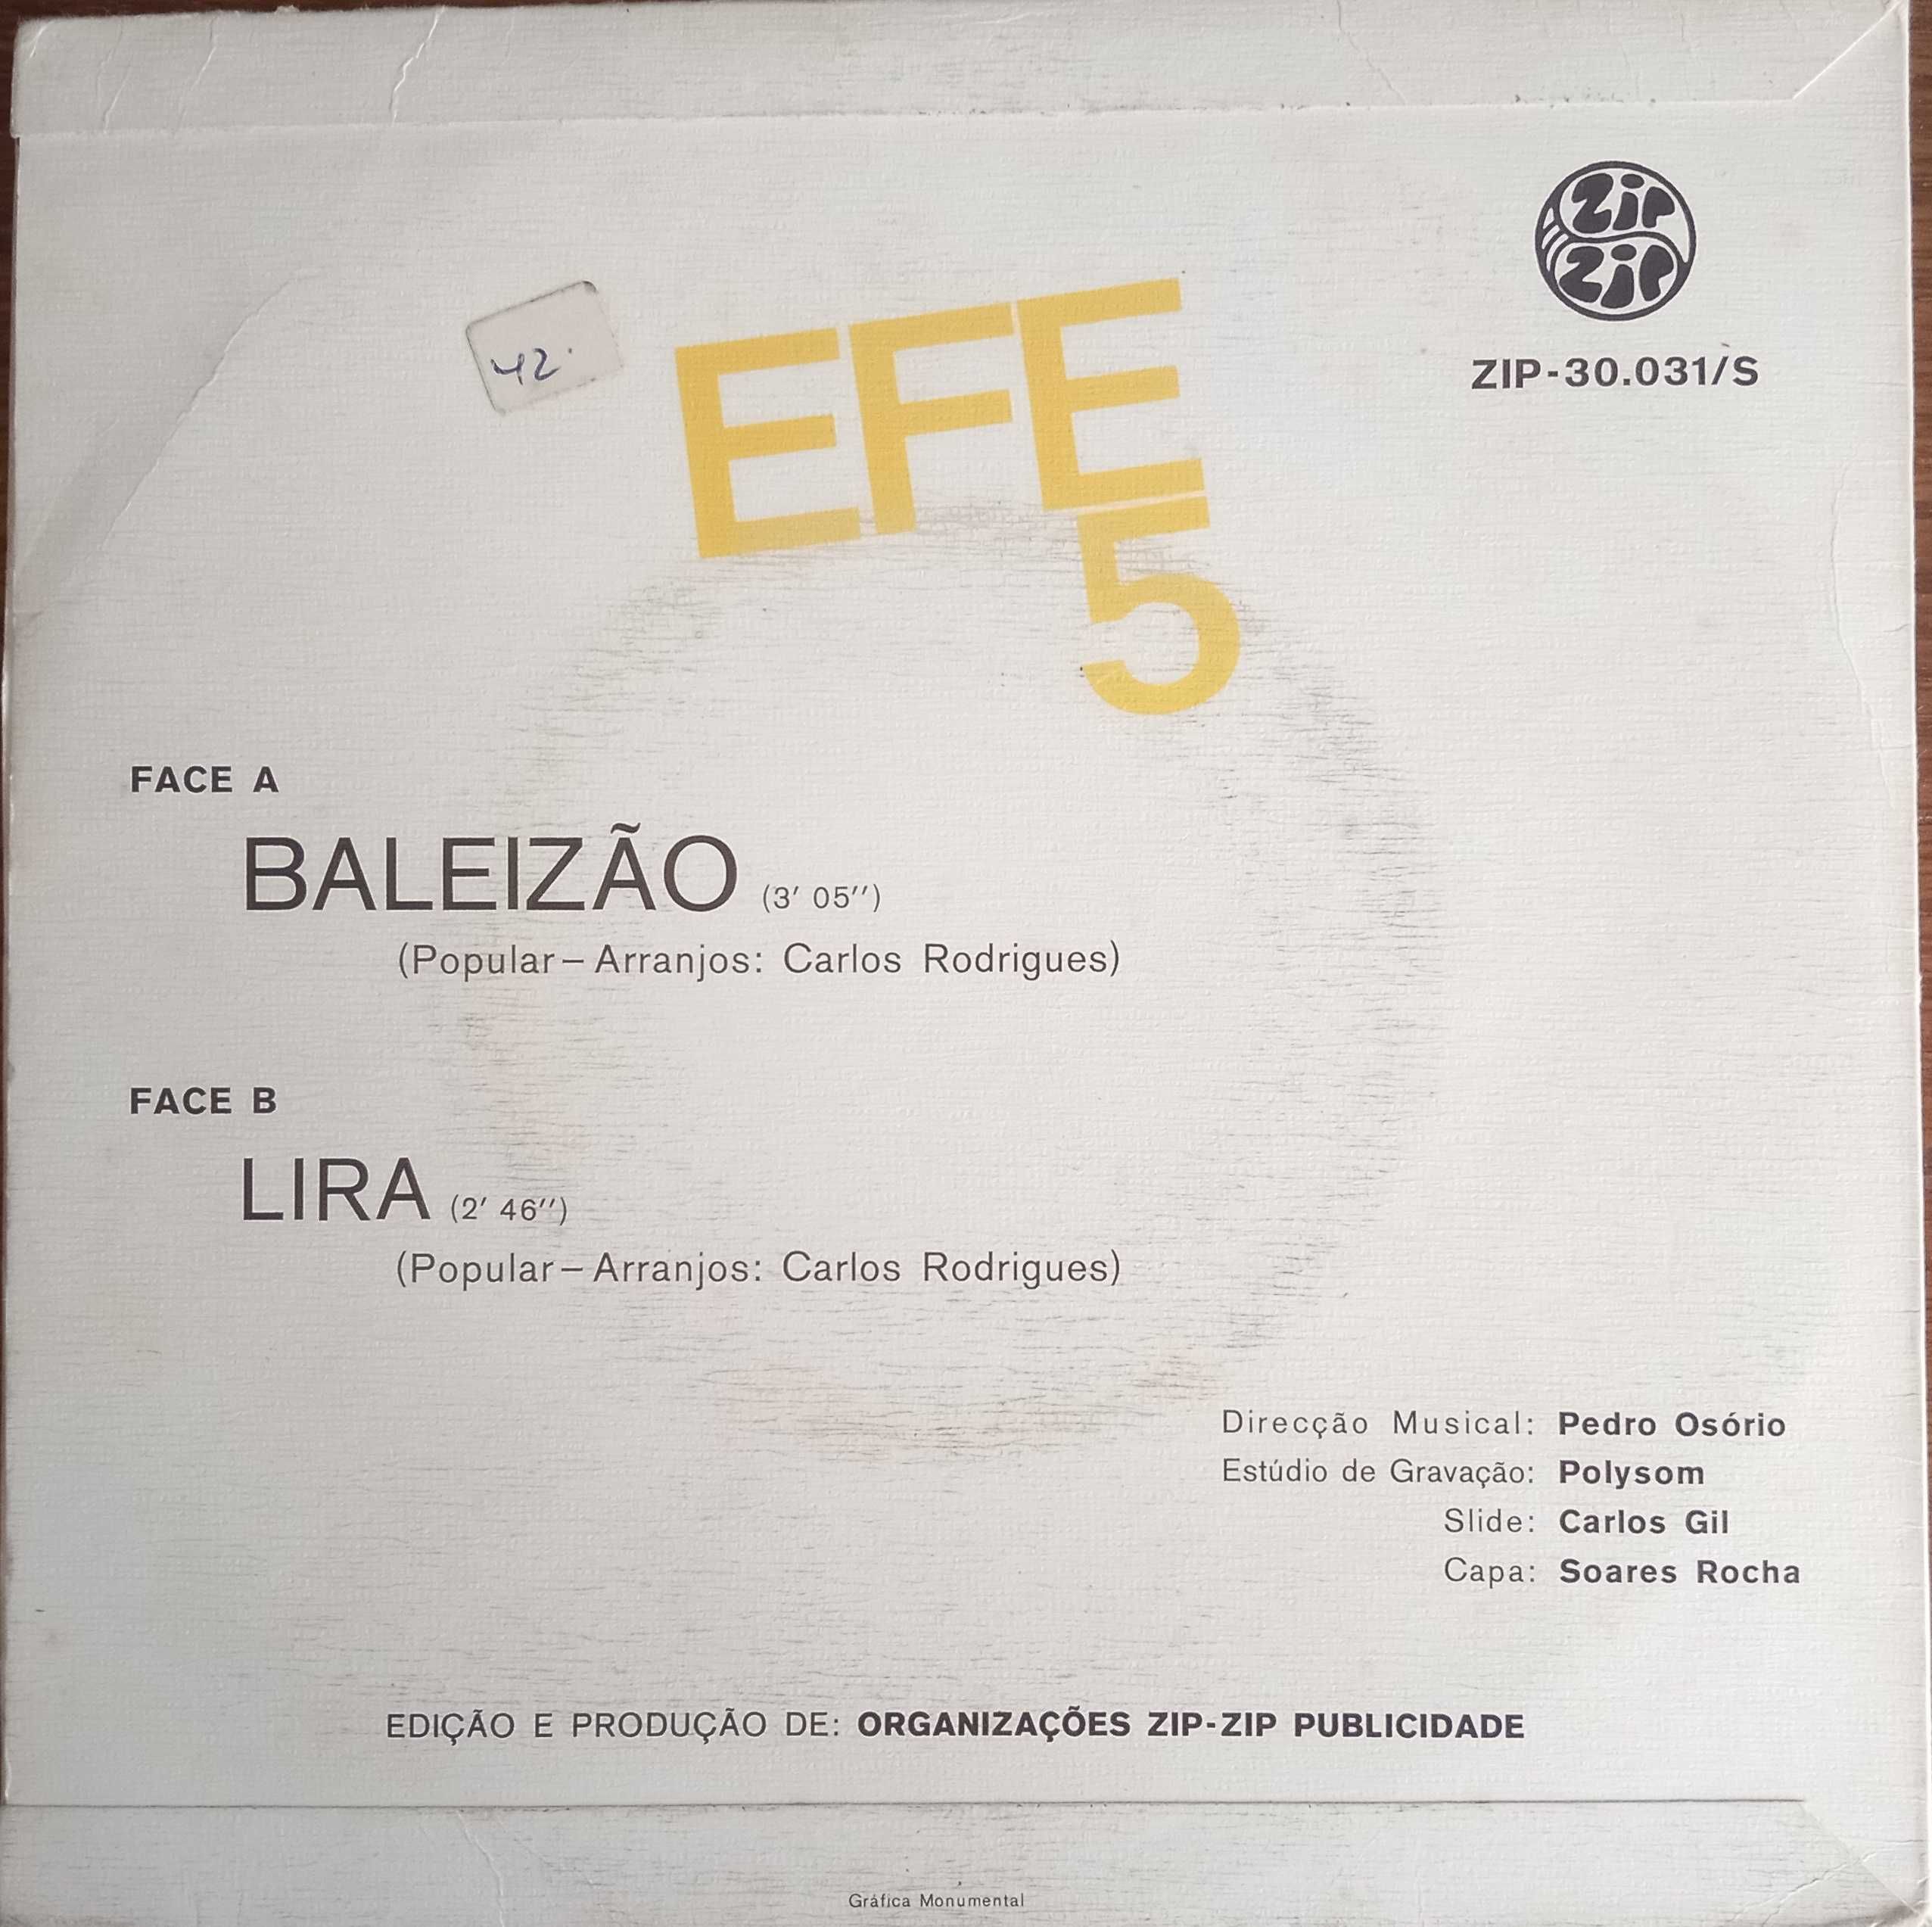 zip
zip
ZIP-30.031/S
42.
EFE
5
FACE A
BALEIZÃO (3' 05'')
(Popular – Arranjos: Carlos Rodrigues)
FACE B
LIRA (2' 46'')
(Popular – Arranjos: Carlos Rodrigues)
Direcção Musical: Pedro Osório
Estúdio de Gravação: Polysom
Slide: Carlos Gil
Capa: Soares Rocha
EDIÇÃO E PRODUÇÃO DE: ORGANIZAÇÕES ZIP-ZIP PUBLICIDADE
Gráfica Monumental